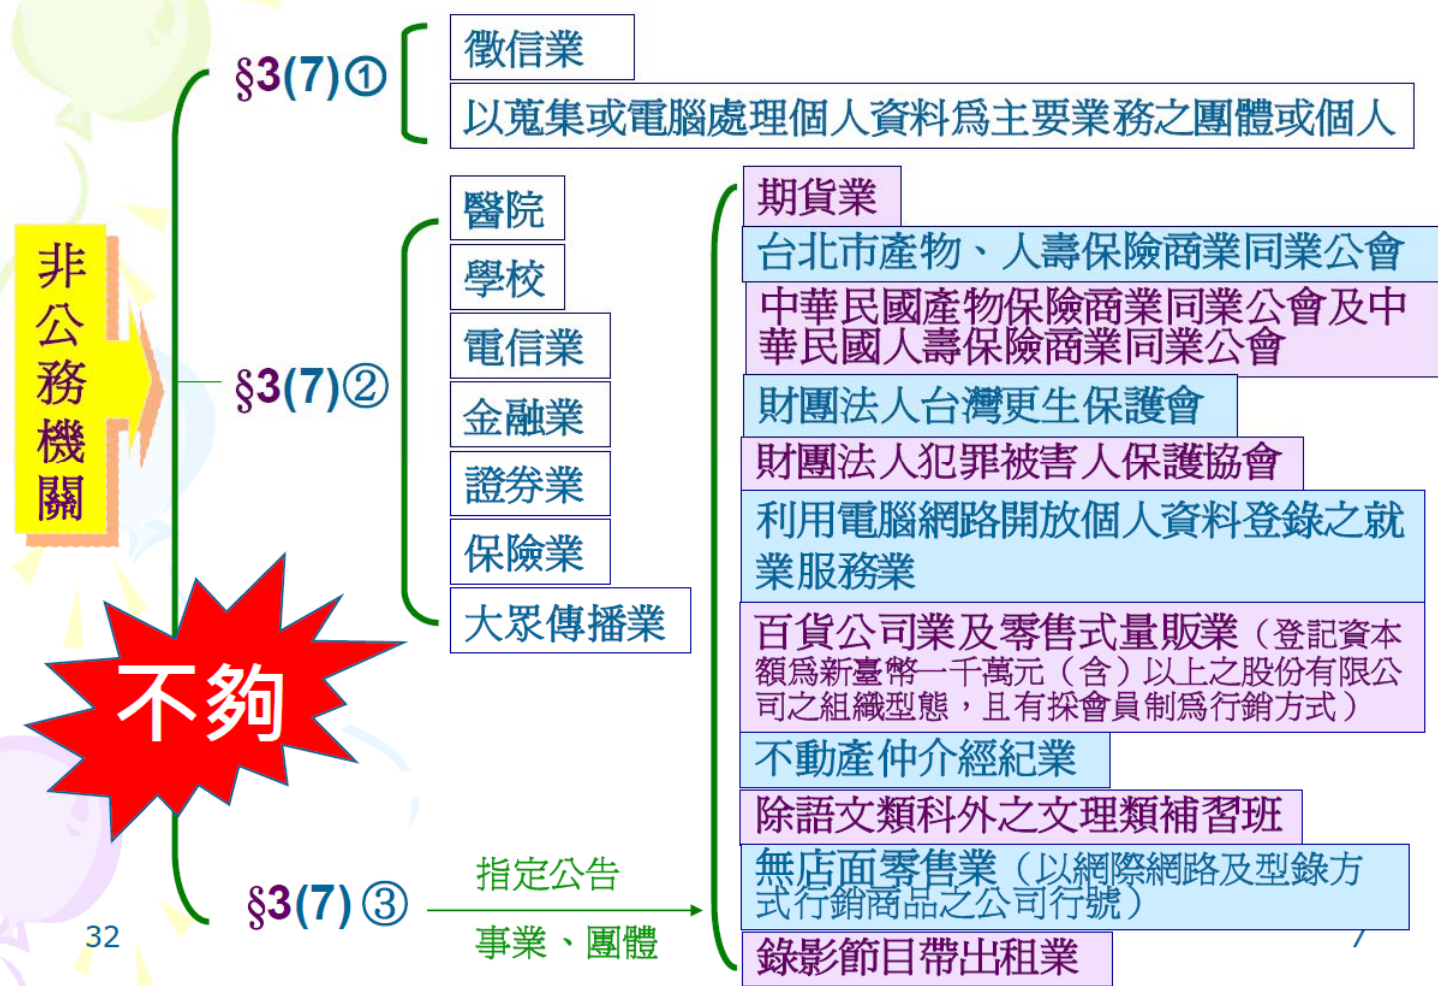 非公務機關
§3(7)①
徵信業
以蒐集或電腦處理個人資料為主要業務之團體或個人
§3(7)②
醫院
學校
電信業
金融業
證券業
保險業
大眾傳播業
不夠
§3(7)③
指定公告
事業、團體
期貨業
台北市產物、人壽保險商業同業公會
中華民國產物保險商業同業公會及中
華民國人壽保險商業同業公會
財團法人台灣更生保護會
財團法人犯罪被害人保護協會
利用電腦網路開放個人資料登錄之就
業服務業
百貨公司業及零售式量販業（登記資本
額為新臺幣一千萬元（含）以上之股份有限公
司之組織型態，且有採會員制為行銷方式）
不動產仲介經紀業
除語文類科外之文理類補習班
無店面零售業（以網際網路及型錄方
式行銷商品之公司行號）
錄影節目帶出租業
32
7